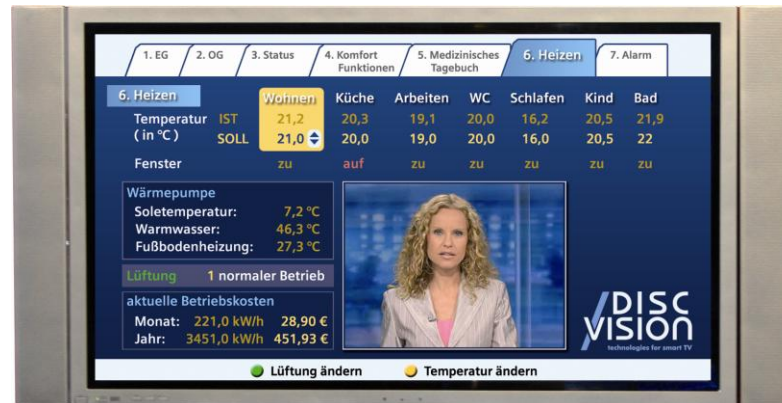 1. EG
2. OG
3. Status
4. Komfort
Funktionen
5. Medizinisches
Tagebuch
6. Heizen
7. Alarm
6. Heizen Wohnen Küche Arbeiten WC Schlafen Kind Bad
Temperatur IST 21,2 20,3 19,1 20,0 16,2 20,5 21,9
( in °C ) SOLL 21,0 20,0 19,0 20,0 16,0 20,5 22
Fenster zu auf zu zu zu zu zu
Wärmepumpe
Soletemperatur: 7,2 °C
Warmwasser: 46,3 °C
Fußbodenheizung: 27,3 °C
Lüftung 1 normaler Betrieb
aktuelle Betriebskosten
Monat: 221,0 kW/h 28,90 €
Jahr: 3451,0 kW/h 451,93 €
DISC
VISION
technologies for smart TV
Lüftung ändern Temperatur ändern